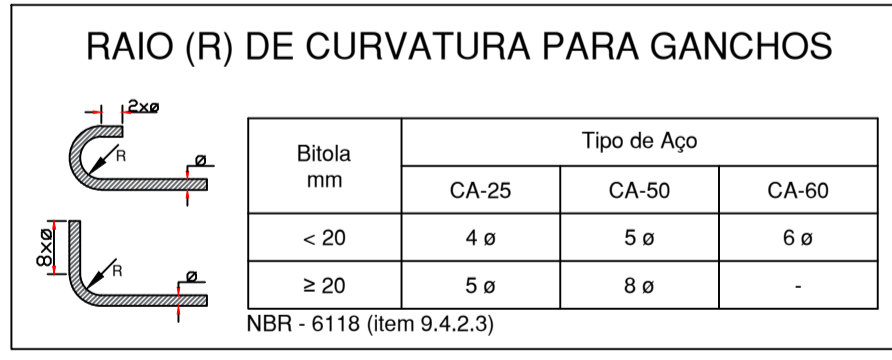 RAIO (R) DE CURVATURA PARA GANCHOS
2xø
R
ø
8xø
R
ø
Bitola mm
Tipo de Aço
CA-25 CA-50 CA-60
< 20 4 ø 5 ø 6 ø
≥ 20 5 ø 8 ø -
NBR - 6118 (item 9.4.2.3)